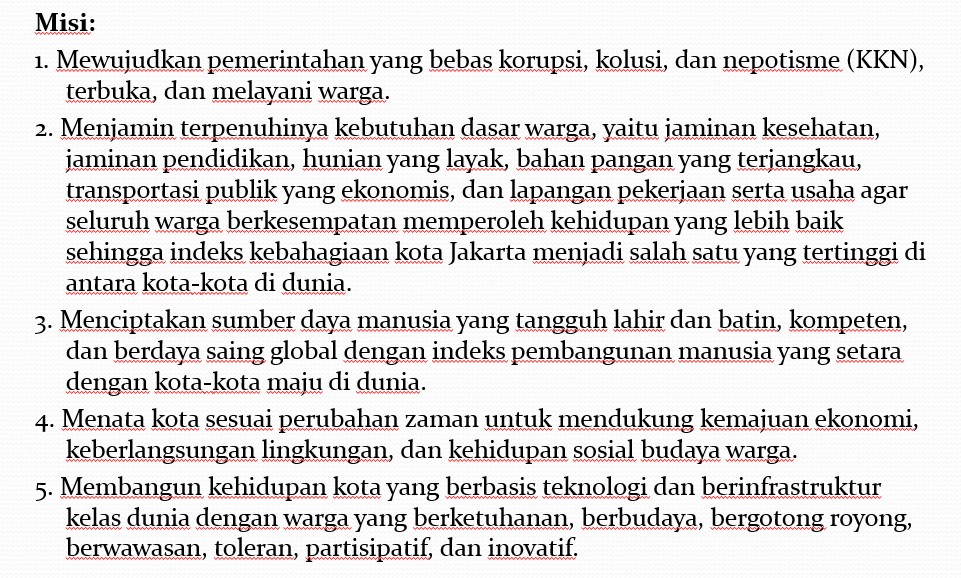 Misi:
1. Mewujudkan pemerintahan yang bebas korupsi, kolusi, dan nepotisme (KKN),
terbuka, dan melayani warga.
2. Menjamin terpenuhinya kebutuhan dasar warga, yaitu jaminan kesehatan,
jaminan pendidikan, hunian yang layak, bahan pangan yang terjangkau,
transportasi publik yang ekonomis, dan lapangan pekerjaan serta usaha agar
seluruh warga berkesempatan memperoleh kehidupan yang lebih baik
sehingga indeks kebahagiaan kota Jakarta menjadi salah satu yang tertinggi di
antara kota-kota di dunia.
3. Menciptakan sumber daya manusia yang tangguh lahir dan batin, kompeten,
dan berdaya saing global dengan indeks pembangunan manusia yang setara
dengan kota-kota maju di dunia.
4. Menata kota sesuai perubahan zaman untuk mendukung kemajuan ekonomi,
keberlangsungan lingkungan, dan kehidupan sosial budaya warga.
5. Membangun kehidupan kota yang berbasis teknologi dan berinfrastruktur
kelas dunia dengan warga yang berketuhanan, berbudaya, bergotong royong,
berwawasan, toleran, partisipatif, dan inovatif.